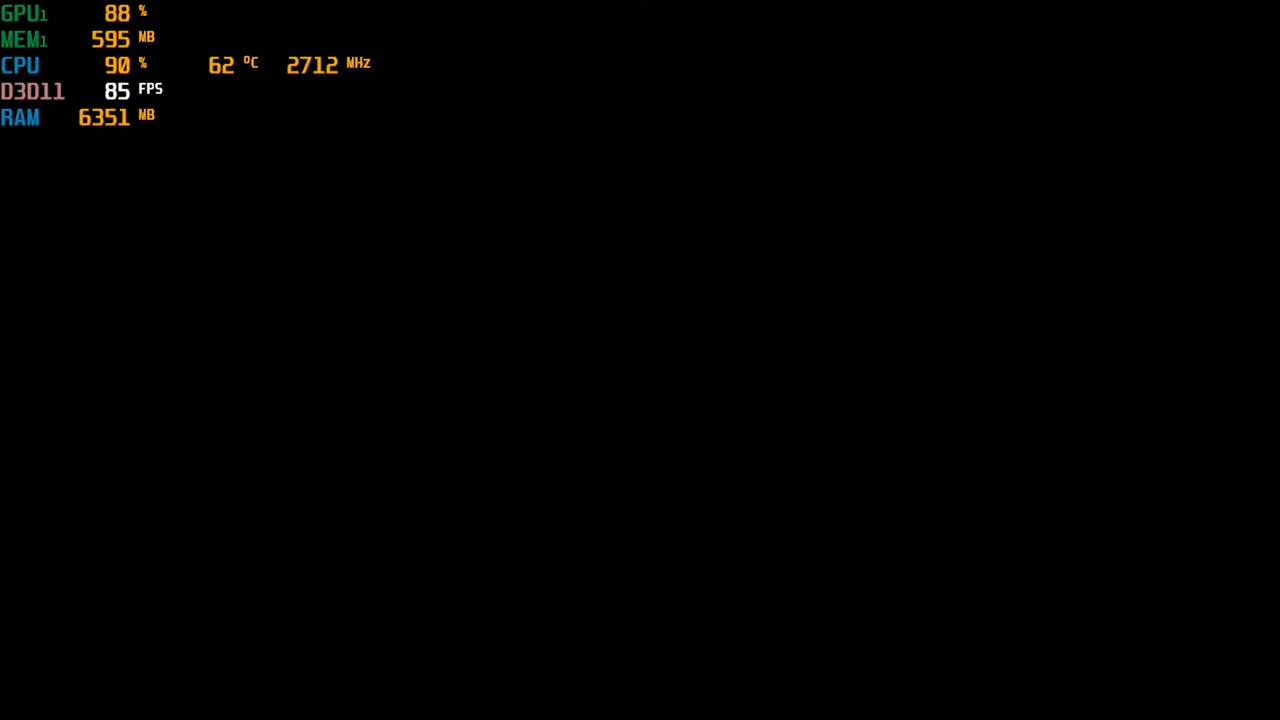 GPU1 88 %
MEM1 595 MB
CPU 90 % 62 °C 2712 MHz
D3D11 85 FPS
RAM 6351 MB